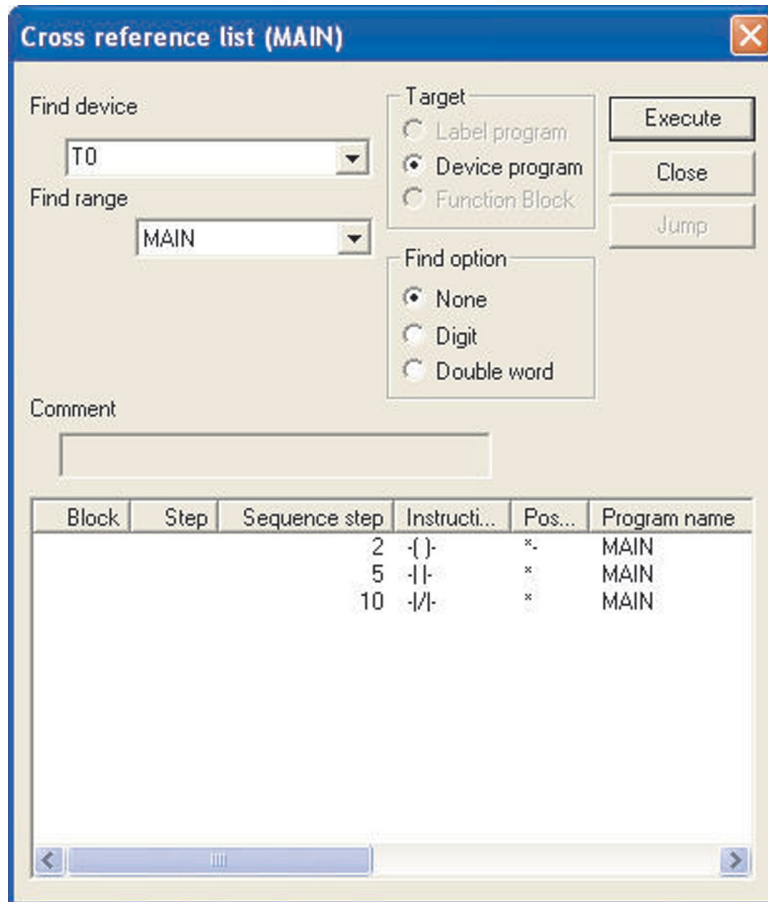 Cross reference list (MAIN)
Find device
T0
Find range
MAIN
Target
Label program
Device program
Function Block
Find option
None
Digit
Double word
Execute
Close
Jump
Comment
Block Step Sequence step Instructi... Pos... Program name
2 -( )- *- MAIN
5 -| |- * MAIN
10 -|/|- * MAIN